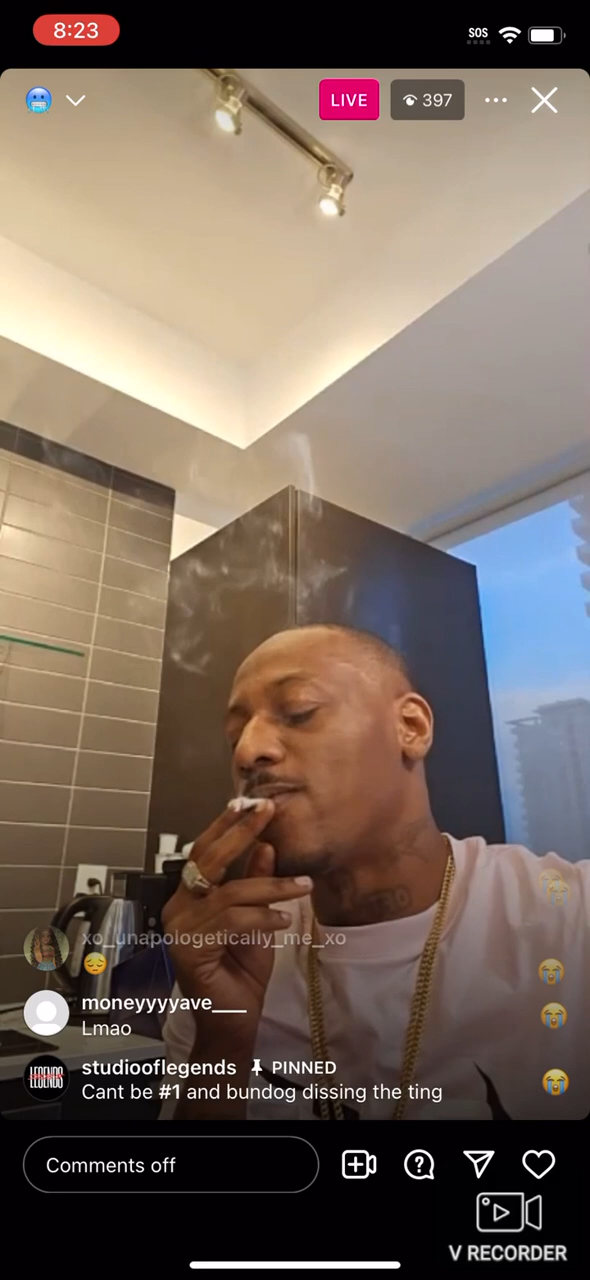 8:23
SOS
LIVE
397
xo_unapologetically_me_xo
moneyyyyave___
Lmao
LEGENDS
studiooflegends PINNED
Cant be #1 and bundog dissing the ting
Comments off
V RECORDER